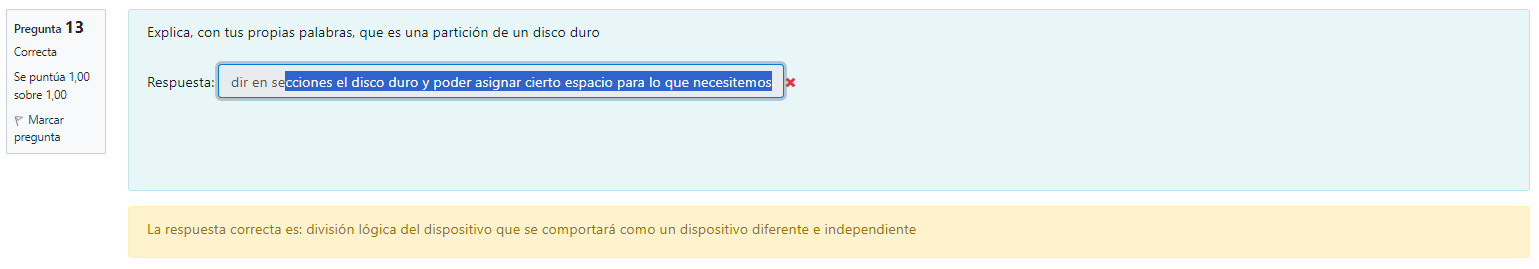 Pregunta 13
Correcta
Se puntúa 1,00
sobre 1,00
Marcar
pregunta
Explica, con tus propias palabras, que es una partición de un disco duro
Respuesta: dir en secciones el disco duro y poder asignar cierto espacio para lo que necesitemos
La respuesta correcta es: división lógica del dispositivo que se comportará como un dispositivo diferente e independiente